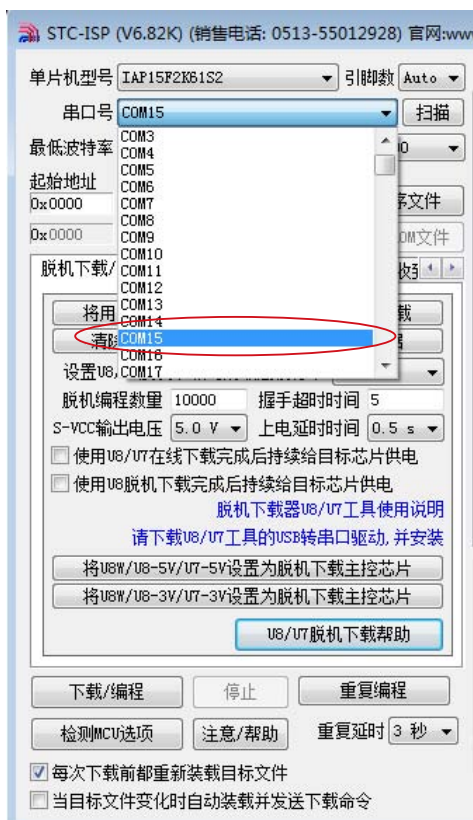 STC-ISP (V6.82K) (销售电话: 0513-55012928) 官网:www
单片机型号 IAP15F2K61S2 引脚数 Auto
串口号 COM15 扫描
最低波特率
COM3
COM4
COM5
COM6
COM7
COM8
COM9
COM10
COM11
COM12
COM13
COM14
COM15
COM16
COM17
起始地址
0x0000 序文件
0x0000 OM文件
脱机下载/ 收到
将用 载
清除
设置U8,
脱机编程数量 10000 握手超时时间 5
S-VCC输出电压 5.0 V 上电延时时间 0.5 s
使用U8/U7在线下载完成后持续给目标芯片供电
使用U8脱机下载完成后持续给目标芯片供电
脱机下载器U8/U7工具使用说明
请下载U8/U7工具的USB转串口驱动,并安装
将U8W/U8-5V/U7-5V设置为脱机下载主控芯片
将U8W/U8-3V/U7-3V设置为脱机下载主控芯片
U8/U7脱机下载帮助
下载/编程 停止 重复编程
检测MCU选项 注意/帮助 重复延时 3 秒
每次下载前都重新装载目标文件
当目标文件变化时自动装载并发送下载命令